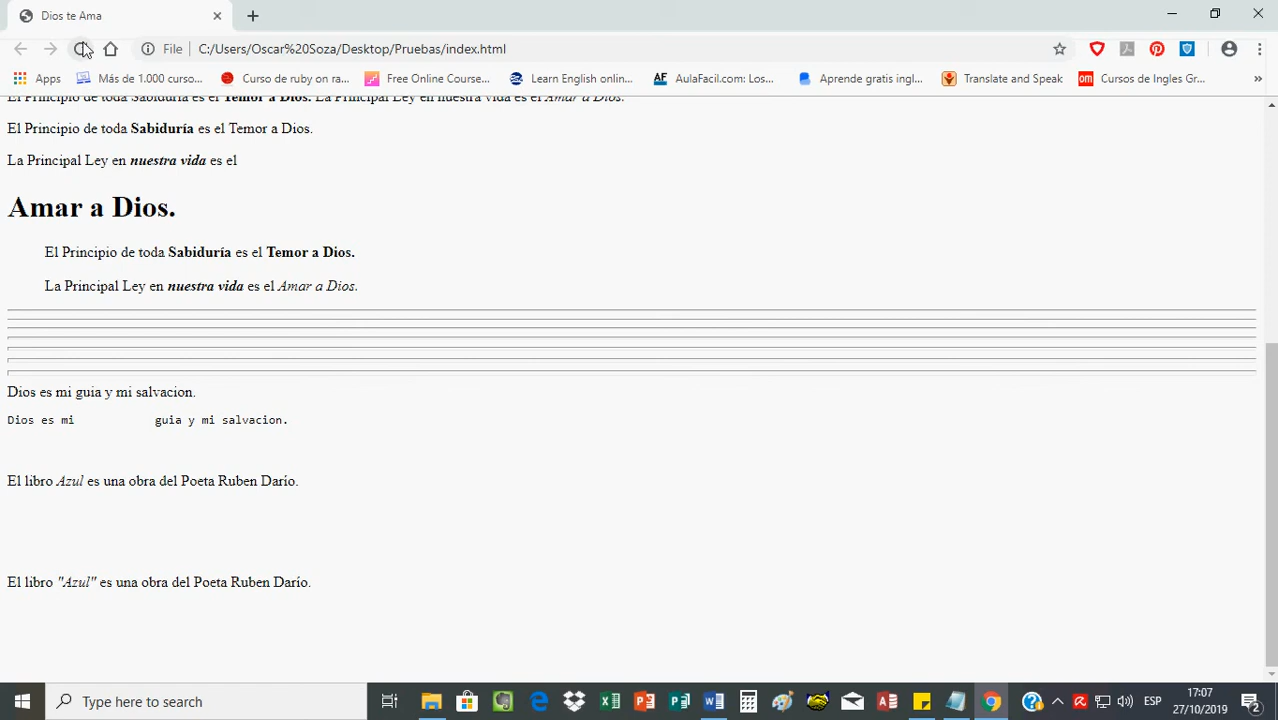 Dios te Ama
File C:/Users/Oscar%20Soza/Desktop/Pruebas/index.html
Apps Más de 1.000 curso... Curso de ruby on ra... Free Online Course... Learn English onlin... AF AulaFacil.com: Los... Aprende gratis ingl... Translate and Speak om Cursos de Ingles Gr... »
El Principio de toda Sabiduría es el Temor a Dios. La Principal Ley en nuestra vida es el Amar a Dios.
El Principio de toda Sabiduría es el Temor a Dios.
La Principal Ley en nuestra vida es el
Amar a Dios.
El Principio de toda Sabiduría es el Temor a Dios.
La Principal Ley en nuestra vida es el Amar a Dios.
Dios es mi guia y mi salvacion.
Dios es mi guia y mi salvacion.
El libro Azul es una obra del Poeta Ruben Darío.
El libro "Azul" es una obra del Poeta Ruben Darío.
Type here to search
ESP
17:07
27/10/2019
2